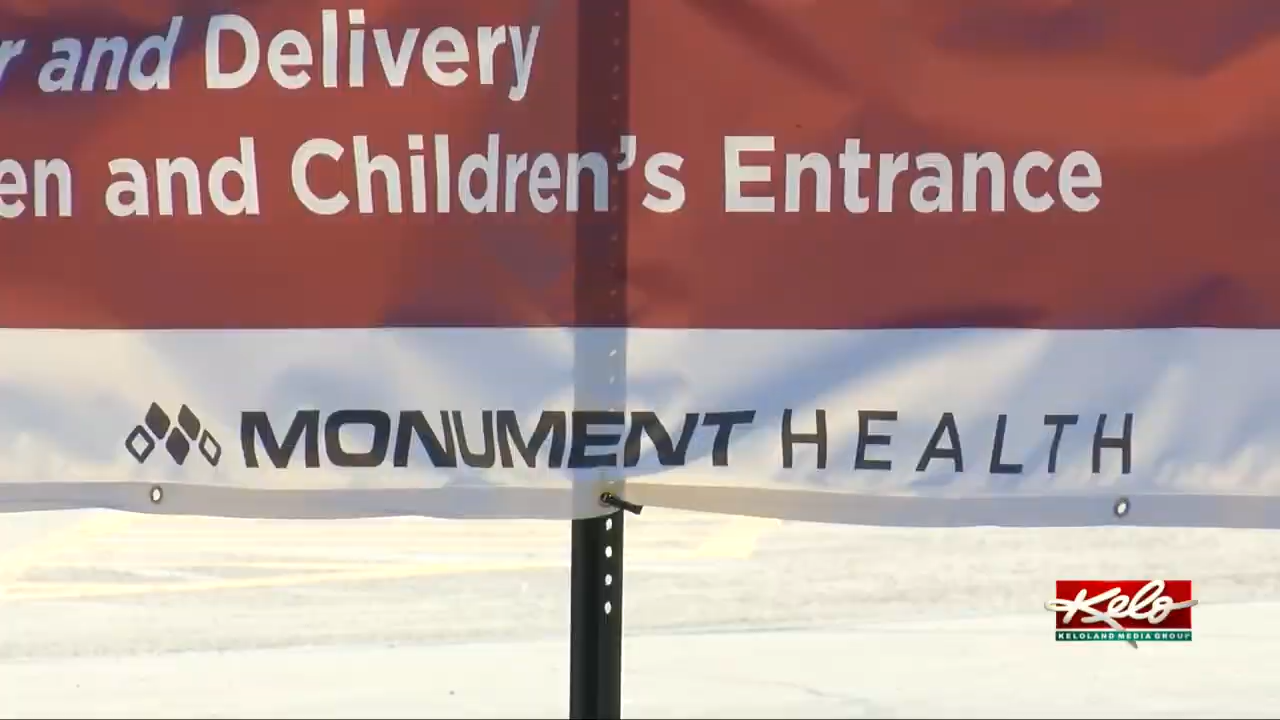 r and Delivery
en and Children's Entrance
MONUMENT HEALTH
Kelo
KELOLAND MEDIA GROUP